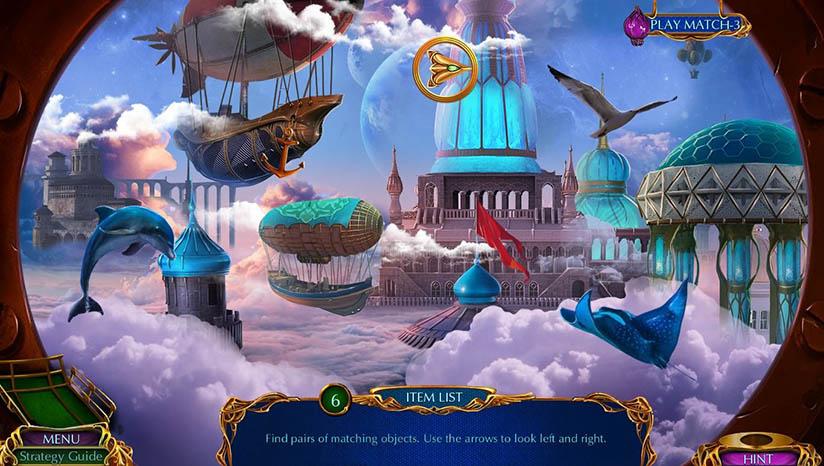 PLAY MATCH-3
6
ITEM LIST
Find pairs of matching objects. Use the arrows to look left and right.
MENU
Strategy Guide
HINT